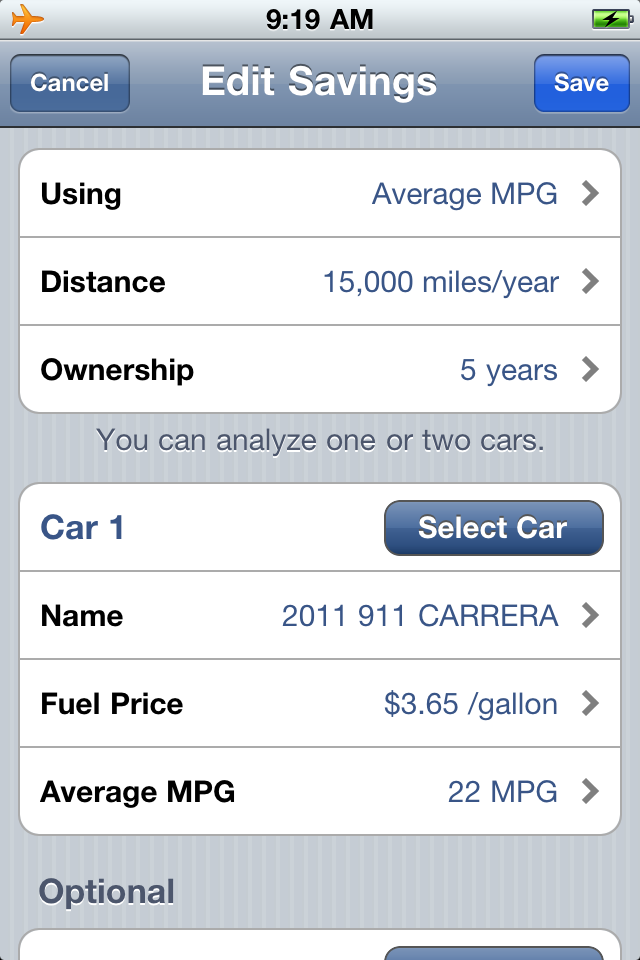 9:19 AM
Cancel
Edit Savings
Save
Using Average MPG
Distance 15,000 miles/year
Ownership 5 years
You can analyze one or two cars.
Car 1 Select Car
Name 2011 911 CARRERA
Fuel Price $3.65 /gallon
Average MPG 22 MPG
Optional